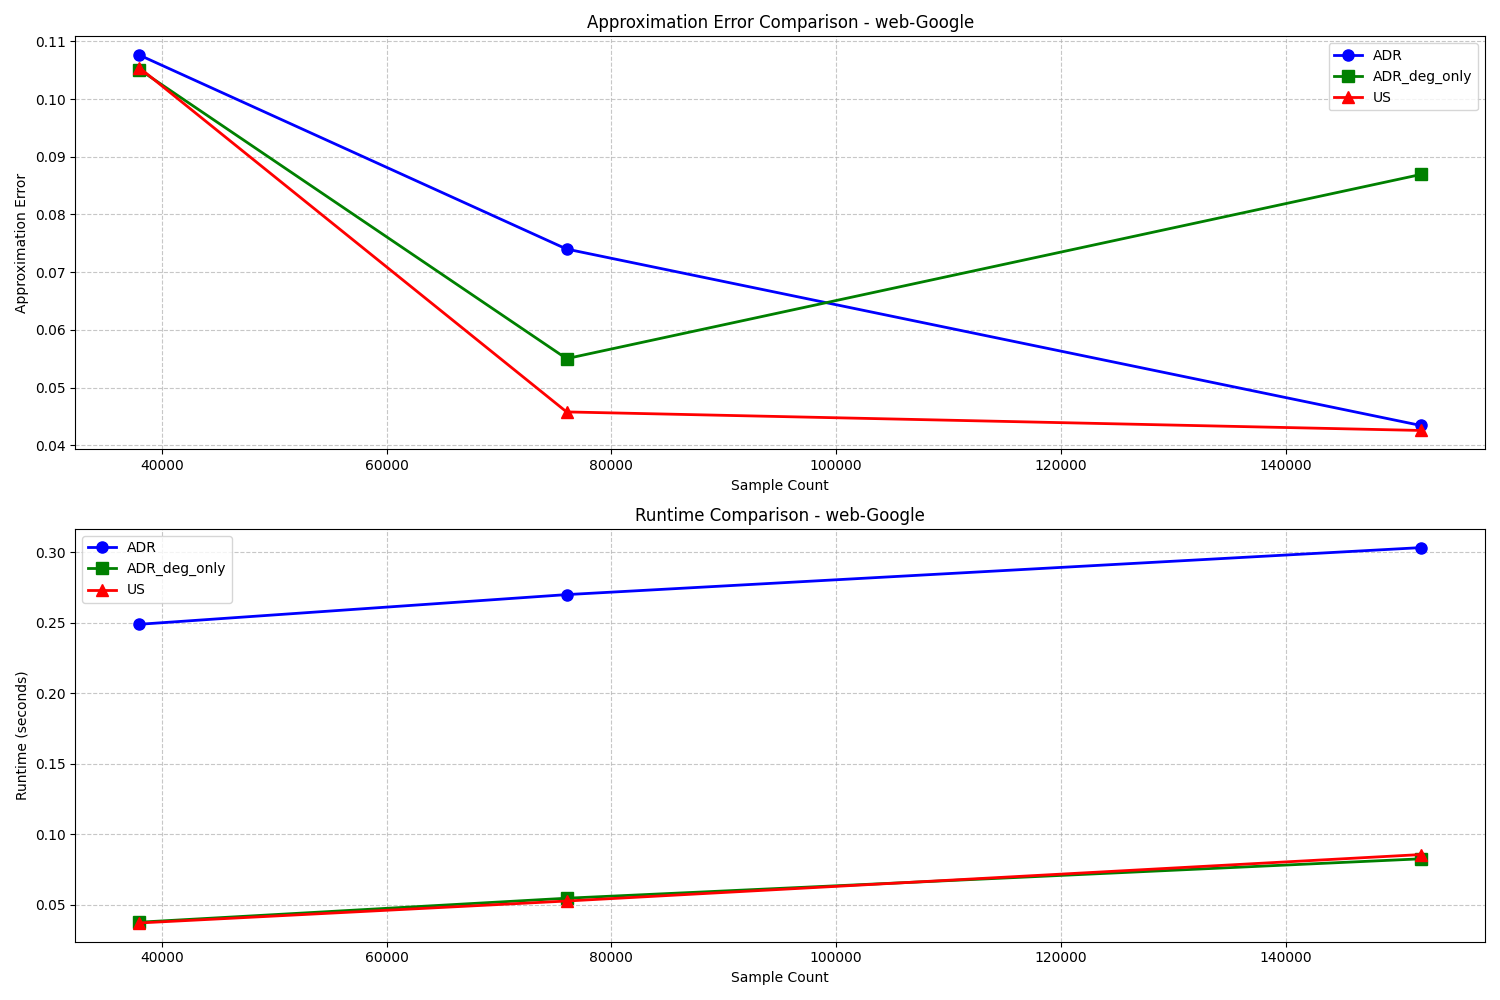 Approximation Error Comparison - web-Google
0.11
0.10
0.09
0.08
0.07
0.06
0.05
0.04
Approximation Error
ADR
ADR_deg_only
US
40000 60000 80000 100000 120000 140000
Sample Count
Runtime Comparison - web-Google
0.30
0.25
0.20
0.15
0.10
0.05
Runtime (seconds)
ADR
ADR_deg_only
US
40000 60000 80000 100000 120000 140000
Sample Count